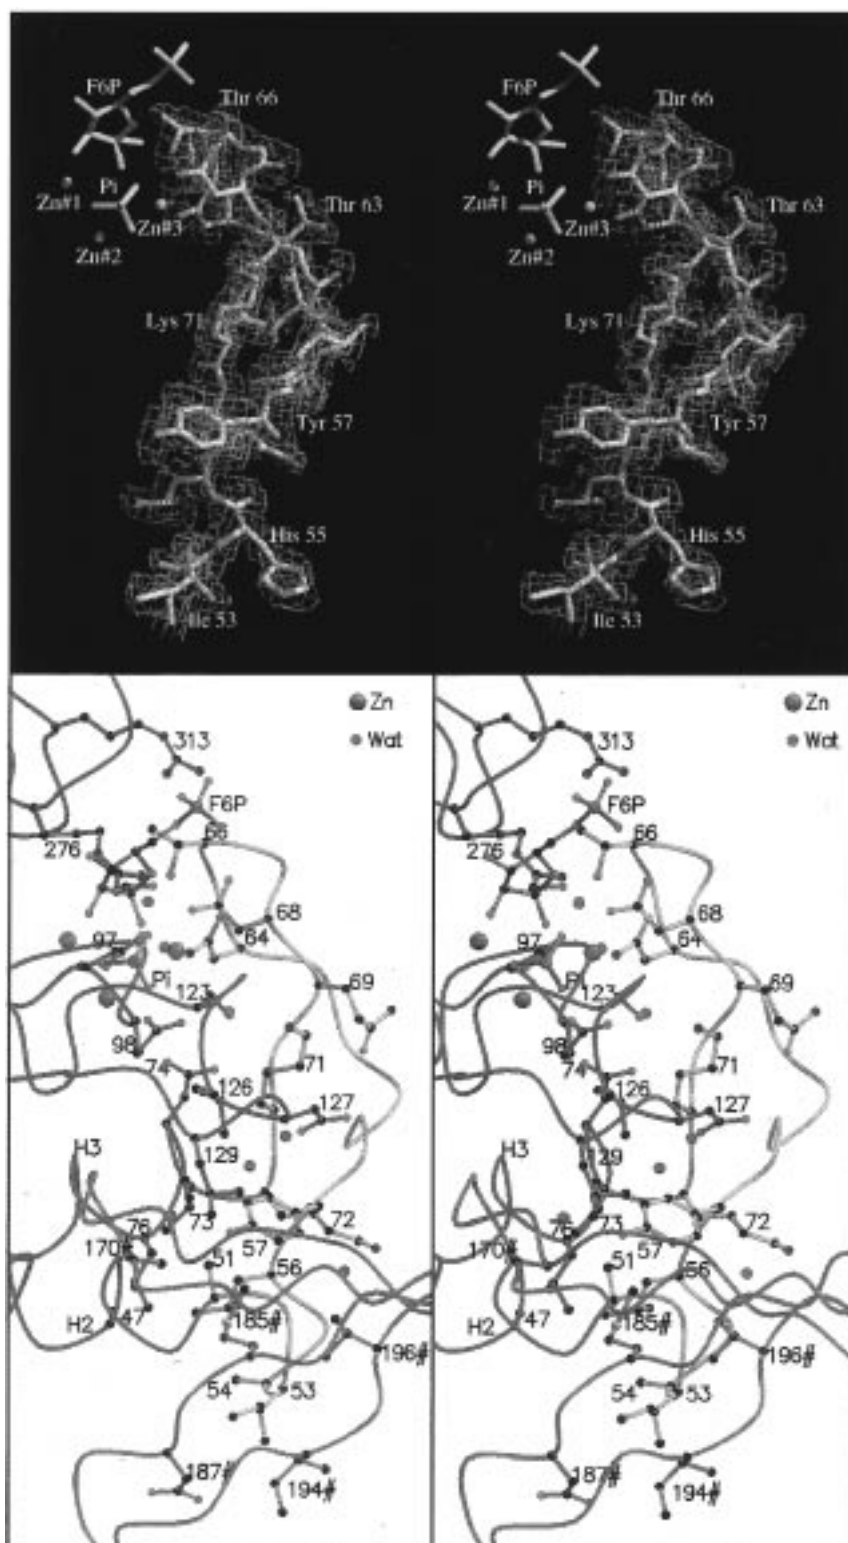 F6P
Thr 66
Pi
Zn#1
Zn#3
Thr 63
Zn#2
Lys 71
Tyr 57
His 55
Ile 53
F6P
Thr 66
Pi
Zn#1
Zn#3
Thr 63
Zn#2
Lys 71
Tyr 57
His 55
Ile 53
Zn
Wat
313
F6P
66
276
68
64
97
Pi
123
69
98
74
71
126
127
H3
129
76
73
72
170#
57
51
56
47
H2
185#
196#
54
53
187#
194#
Zn
Wat
313
F6P
66
276
68
64
97
Pi
123
69
98
74
71
126
127
H3
129
76
73
72
170#
57
51
56
47
H2
185#
196#
54
53
187#
194#